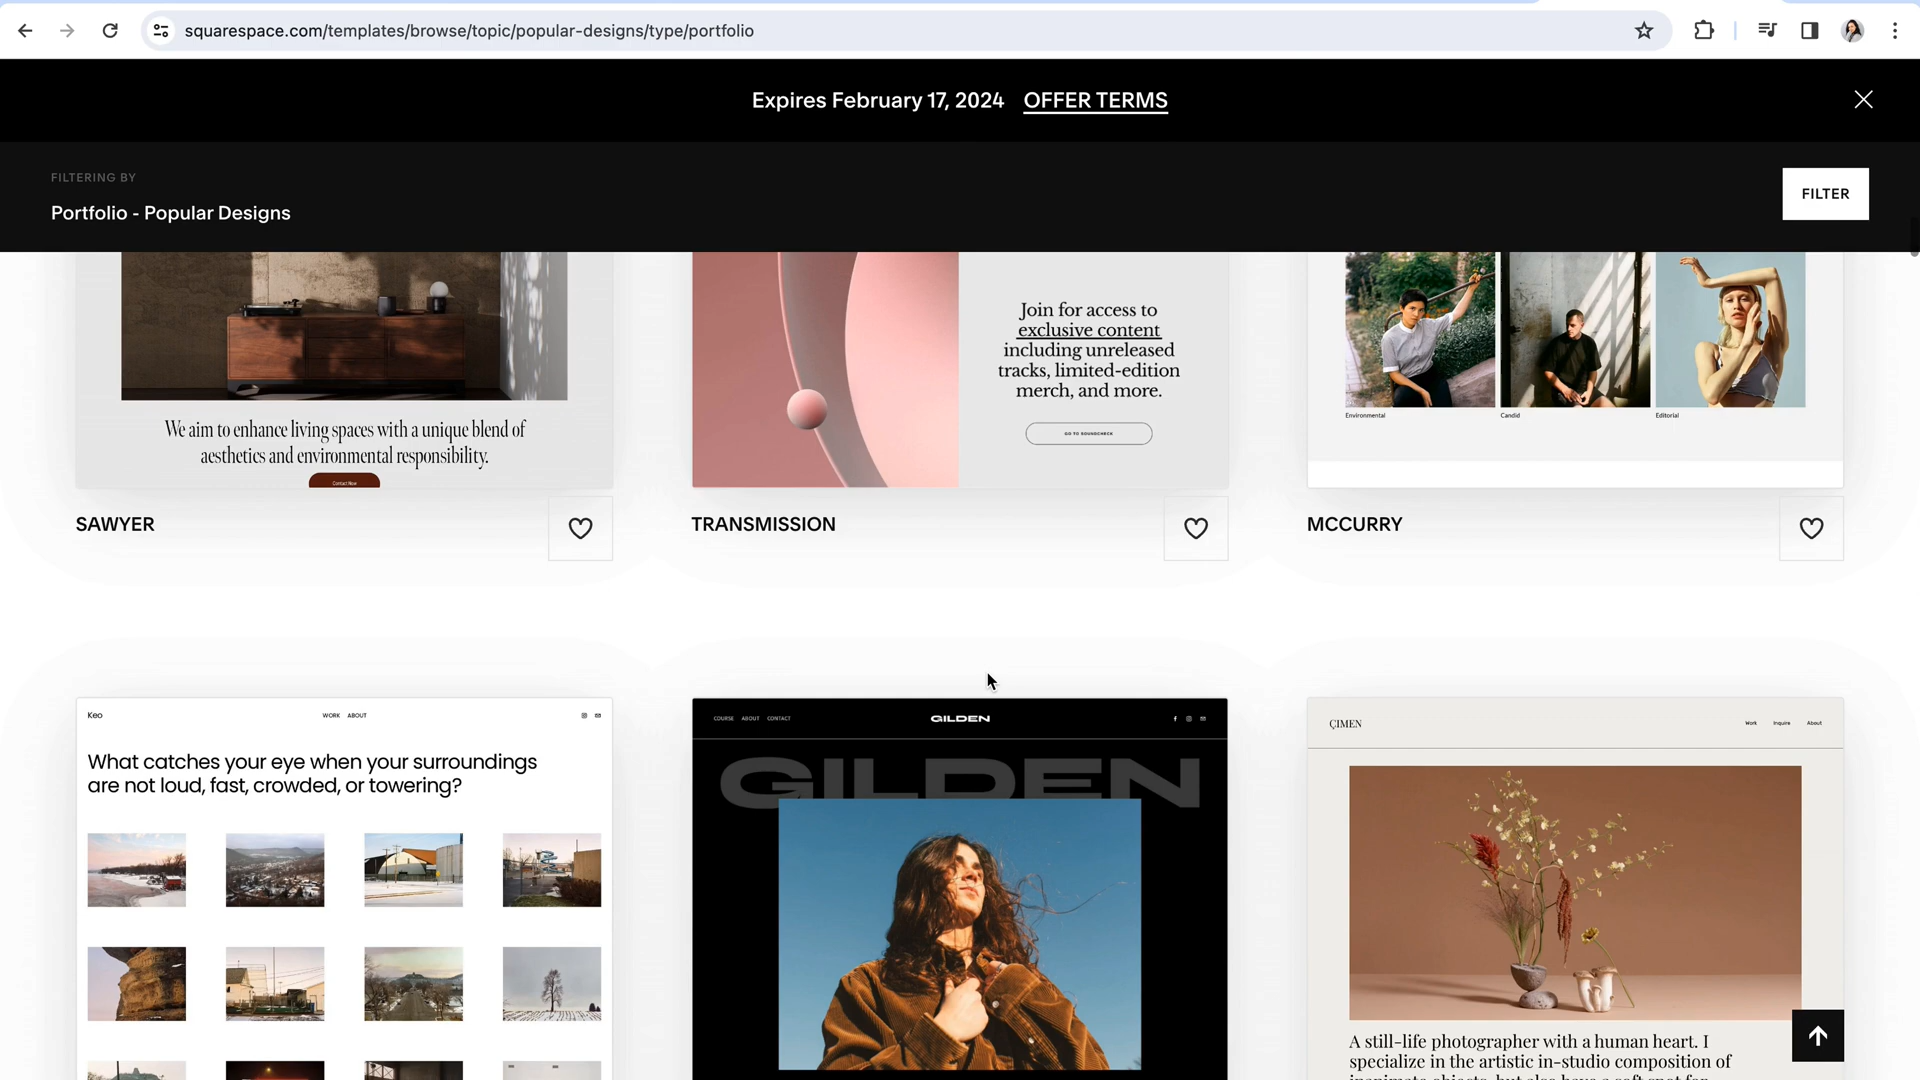 squarespace.com/templates/browse/topic/popular-designs/type/portfolio
Expires February 17, 2024 OFFER TERMS
FILTERING BY
Portfolio - Popular Designs
FILTER
We aim to enhance living spaces with a unique blend of
aesthetics and environmental responsibility.
Contact Now
Join for access to
exclusive content
including unreleased
tracks, limited-edition
merch, and more.
GO TO SOUNDCHECK
Environmental
Candid
Editorial
SAWYER
TRANSMISSION
MCCURRY
Keo
WORK ABOUT
What catches your eye when your surroundings
are not loud, fast, crowded, or towering?
COURSE ABOUT CONTACT
GILDEN
GILDEN
ÇIMEN
Work Inquire About
A still-life photographer with a human heart. I
specialize in the artistic in-studio composition of